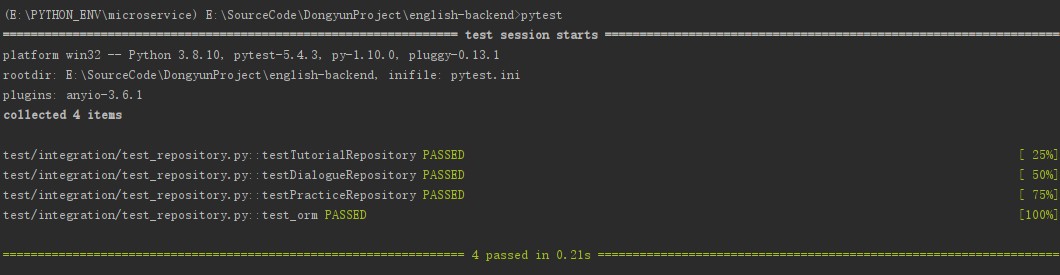 (E:\PYTHON_ENV\microservice) E:\SourceCode\DongyunProject\english-backend>pytest
============================== test session starts ==============================
platform win32 -- Python 3.8.10, pytest-5.4.3, py-1.10.0, pluggy-0.13.1
rootdir: E:\SourceCode\DongyunProject\english-backend, inifile: pytest.ini
plugins: anyio-3.6.1
collected 4 items
test/integration/test_repository.py::testTutorialRepository PASSED [ 25%]
test/integration/test_repository.py::testDialogueRepository PASSED [ 50%]
test/integration/test_repository.py::testPracticeRepository PASSED [ 75%]
test/integration/test_repository.py::test_orm PASSED [100%]
============================== 4 passed in 0.21s ==============================